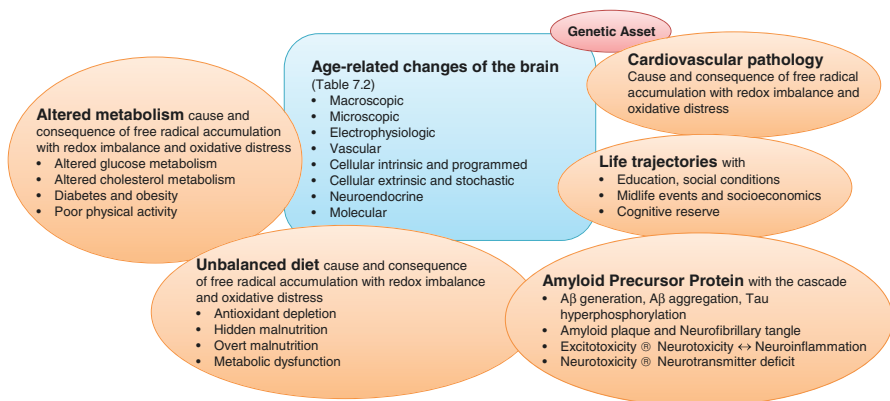 Genetic Asset
Age-related changes of the brain
(Table 7.2)
• Macroscopic
• Microscopic
• Electrophysiologic
• Vascular
• Cellular intrinsic and programmed
• Cellular extrinsic and stochastic
• Neuroendocrine
• Molecular
Cardiovascular pathology
Cause and consequence of free radical
accumulation with redox imbalance and
oxidative distress
Altered metabolism cause and
consequence of free radical accumulation
with redox imbalance and oxidative distress
• Altered glucose metabolism
• Altered cholesterol metabolism
• Diabetes and obesity
• Poor physical activity
Life trajectories with
• Education, social conditions
• Midlife events and socioeconomics
• Cognitive reserve
Unbalanced diet cause and consequence
of free radical accumulation with redox imbalance
and oxidative distress
• Antioxidant depletion
• Hidden malnutrition
• Overt malnutrition
• Metabolic dysfunction
Amyloid Precursor Protein with the cascade
• Aβ generation, Aβ aggregation, Tau
hyperphosphorylation
• Amyloid plaque and Neurofibrillary tangle
• Excitotoxicity ® Neurotoxicity ↔ Neuroinflammation
• Neurotoxicity ® Neurotransmitter deficit